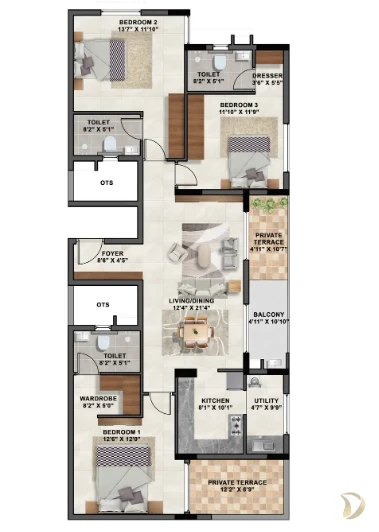 BEDROOM 2
13'7" X 11'10"
TOILET
8'2" X 5'1"
DRESSER
3'6" X 5'5"
BEDROOM 3
11'10" X 11'9"
TOILET
8'2" X 5'1"
OTS
PRIVATE
TERRACE
4'11" X 10'7"
FOYER
8'6" X 4'5"
OTS
LIVING/DINING
12'4" X 21'4"
BALCONY
4'11" X 10'10"
TOILET
8'2" X 5'1"
WARDROBE
8'2" X 5'0"
KITCHEN
8'1" X 10'1"
UTILITY
4'7" X 9'9"
BEDROOM 1
12'0" X 12'0"
PRIVATE TERRACE
12'2" X 6'9"